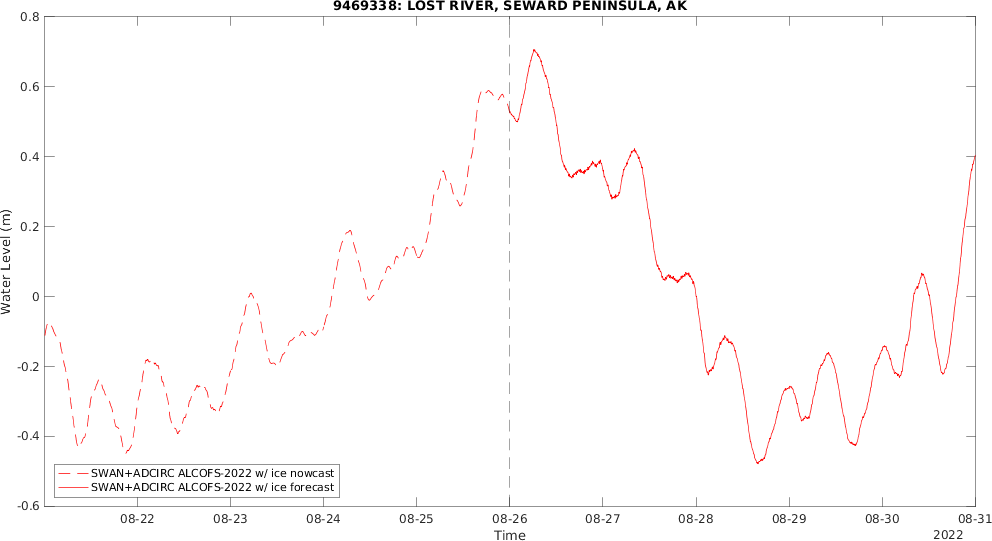 9469338: LOST RIVER, SEWARD PENINSULA, AK
0.8
0.6
0.4
0.2
0
-0.2
-0.4
-0.6
Water Level (m)
SWAN+ADCIRC ALCOFS-2022 w/ ice nowcast
SWAN+ADCIRC ALCOFS-2022 w/ ice forecast
08-22 08-23 08-24 08-25 08-26 08-27 08-28 08-29 08-30 08-31
Time
2022